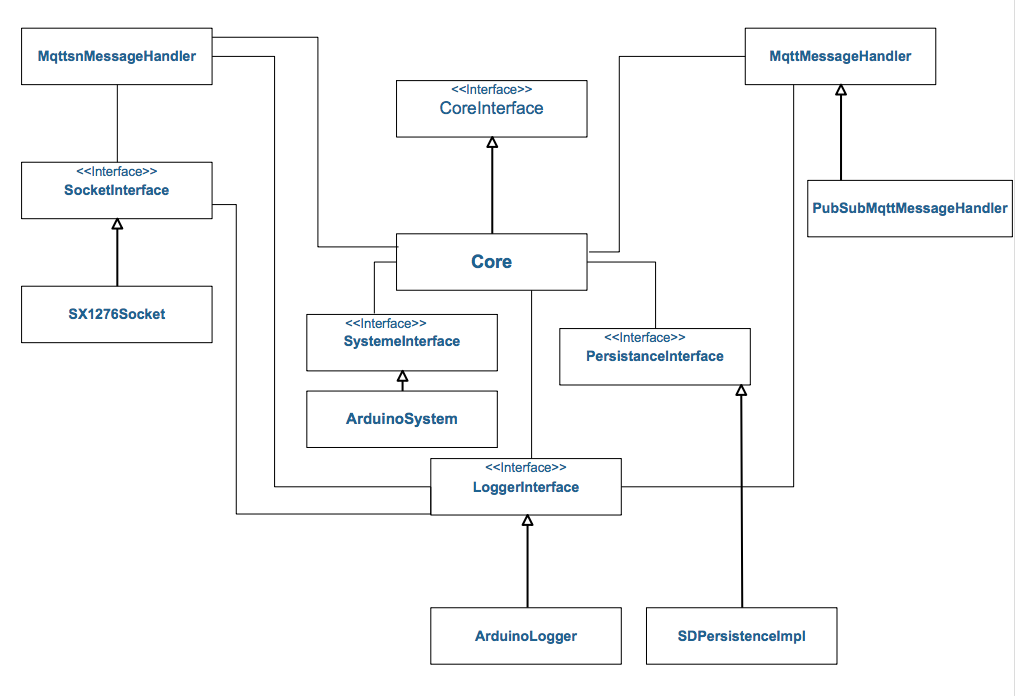 MqttsnMessageHandler
MqttMessageHandler
<<Interface>>
CoreInterface
<<Interface>>
SocketInterface
PubSubMqttMessageHandler
Core
SX1276Socket
<<Interface>>
SystemeInterface
<<Interface>>
PersistanceInterface
ArduinoSystem
<<Interface>>
LoggerInterface
ArduinoLogger
SDPersistenceImpl